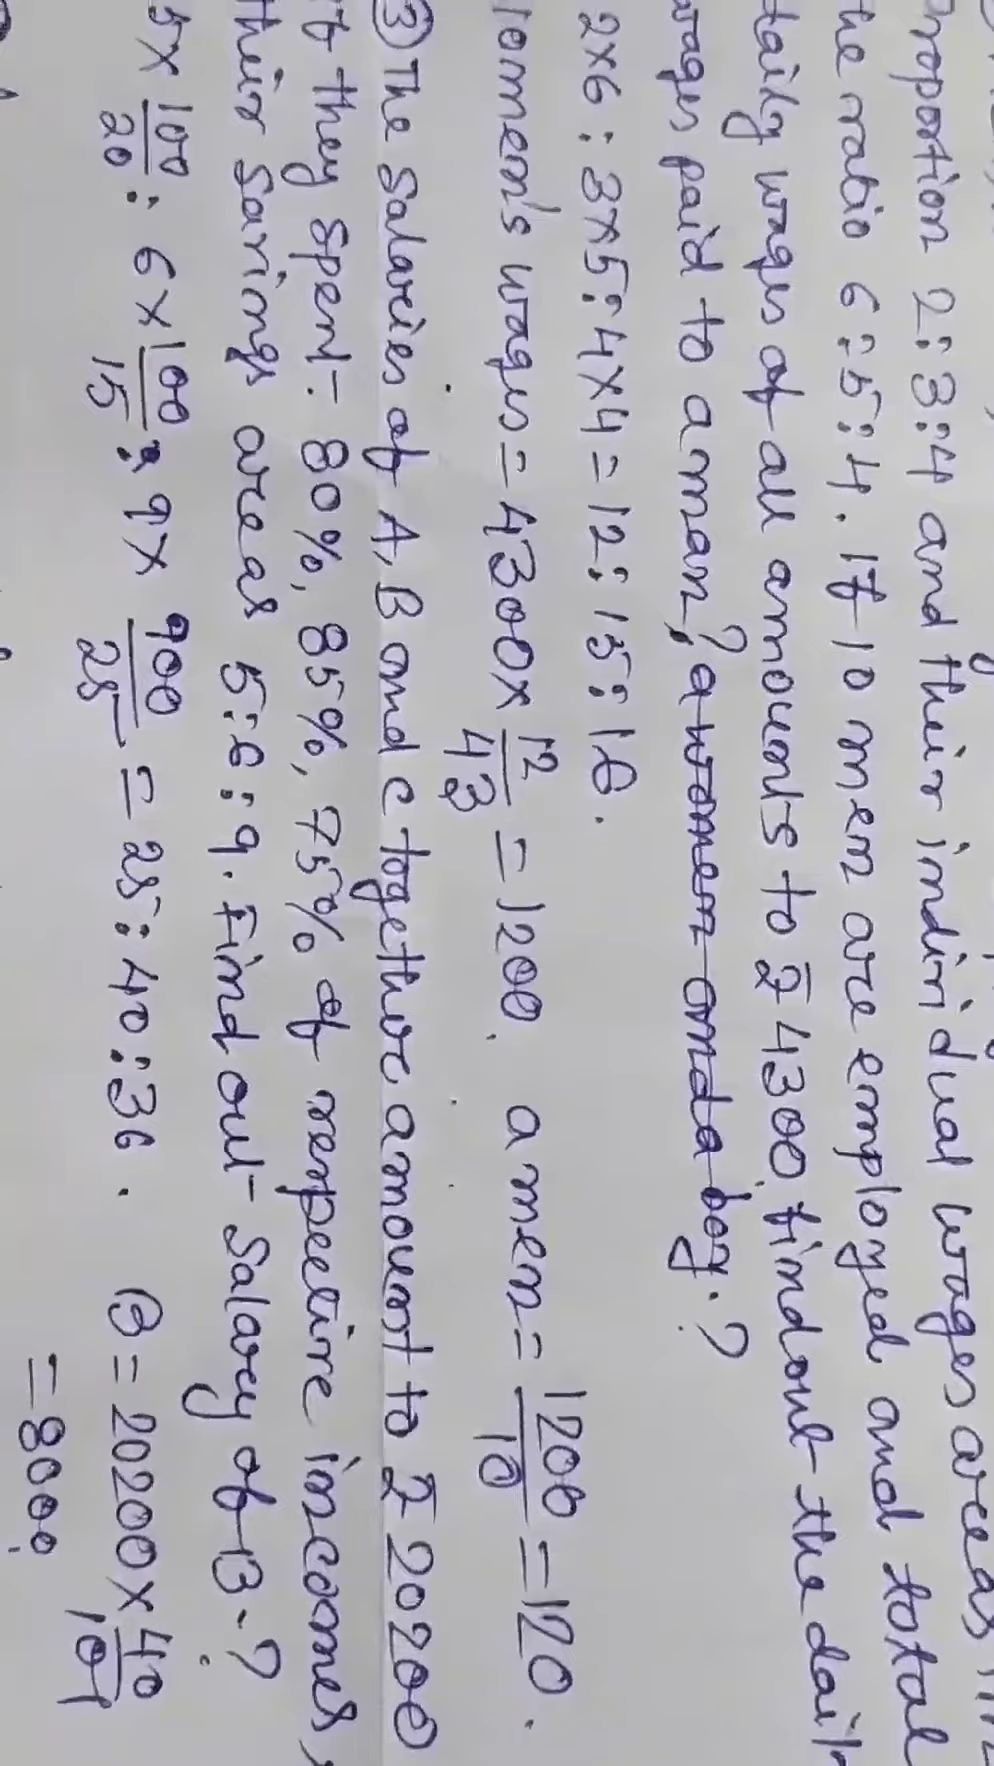 Proportion 2:3:4 and their individual wages are as in
the ratio 6:5:4. If 10 men are employed and total
daily wages of all amounts to ₹ 4300 find out the daily
wages paid to a man? a women and a boy.?
2×6 : 3×5 : 4×4 = 12 : 15 : 16.
10 men's wages = 4300× 12/43 = 1200. a men = 1200/10 = 120.
③ The salaries of A, B and C together amount to ₹ 20200
if they spent 80%, 85%, 75% of respective incomes,
their savings are as 5:6:9. Find out salary of B.?
5× 100/20 : 6× 100/15 : 9× 900/25 = 25 : 40 : 36. B = 20200× 40/101
= 8000.